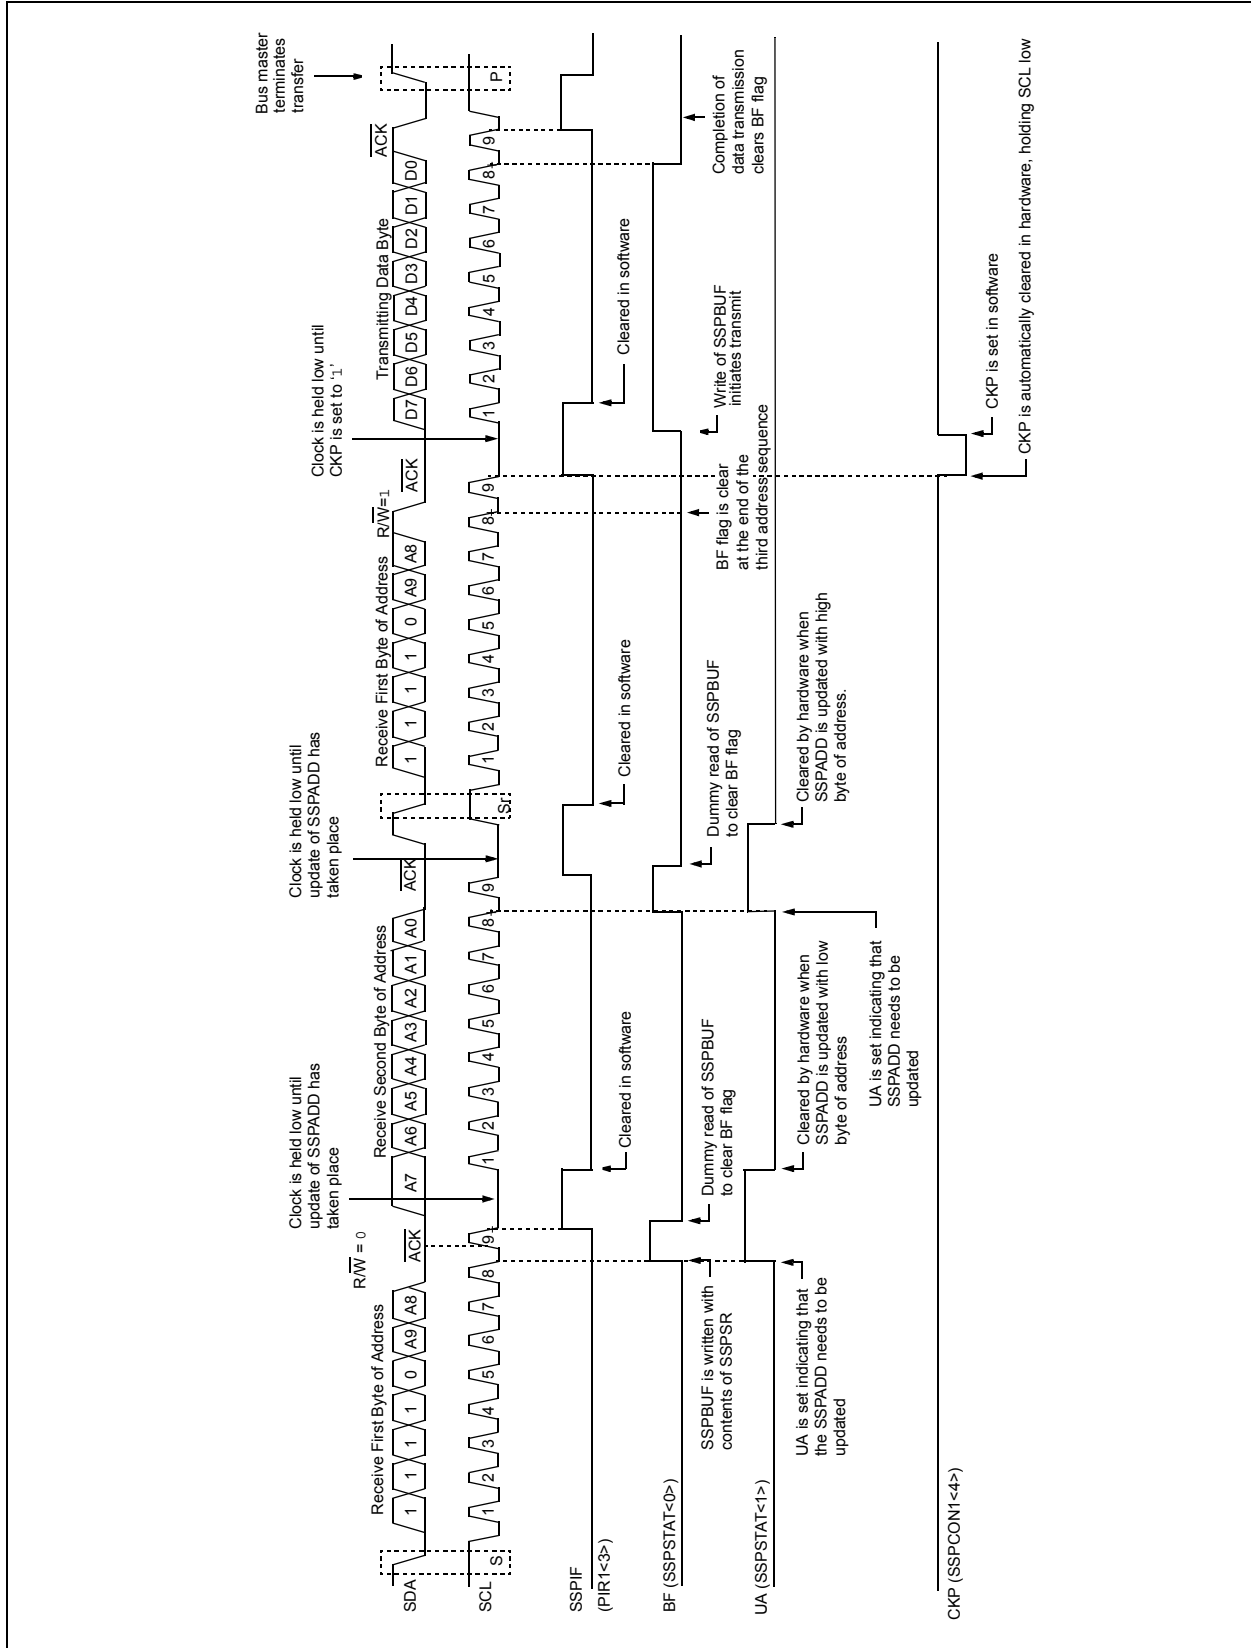 Bus master
terminates
transfer
Clock is held low until
update of SSPADD has
taken place
Clock is held low until
update of SSPADD has
taken place
Clock is held low until
CKP is set to ‘1’
R/W = 0
R/W=1
Receive First Byte of Address
ACK
Receive Second Byte of Address
ACK
Receive First Byte of Address
ACK
Transmitting Data Byte
ACK
SDA
1 1 1 1 0 A9 A8
A7 A6 A5 A4 A3 A2 A1 A0
1 1 1 1 0 A9 A8
D7 D6 D5 D4 D3 D2 D1 D0
SCL
S
1 2 3 4 5 6 7 8 9
1 2 3 4 5 6 7 8 9
Sr
1 2 3 4 5 6 7 8 9
1 2 3 4 5 6 7 8 9
P
SSPIF
(PIR1<3>)
Cleared in software
Cleared in software
Cleared in software
BF (SSPSTAT<0>)
SSPBUF is written with
contents of SSPSR
Dummy read of SSPBUF
to clear BF flag
Dummy read of SSPBUF
to clear BF flag
BF flag is clear
at the end of the
third address sequence
Write of SSPBUF
initiates transmit
Completion of
data transmission
clears BF flag
UA (SSPSTAT<1>)
UA is set indicating that
the SSPADD needs to be
updated
Cleared by hardware when
SSPADD is updated with low
byte of address
UA is set indicating that
SSPADD needs to be
updated
Cleared by hardware when
SSPADD is updated with high
byte of address.
CKP (SSPCON1<4>)
CKP is set in software
CKP is automatically cleared in hardware, holding SCL low